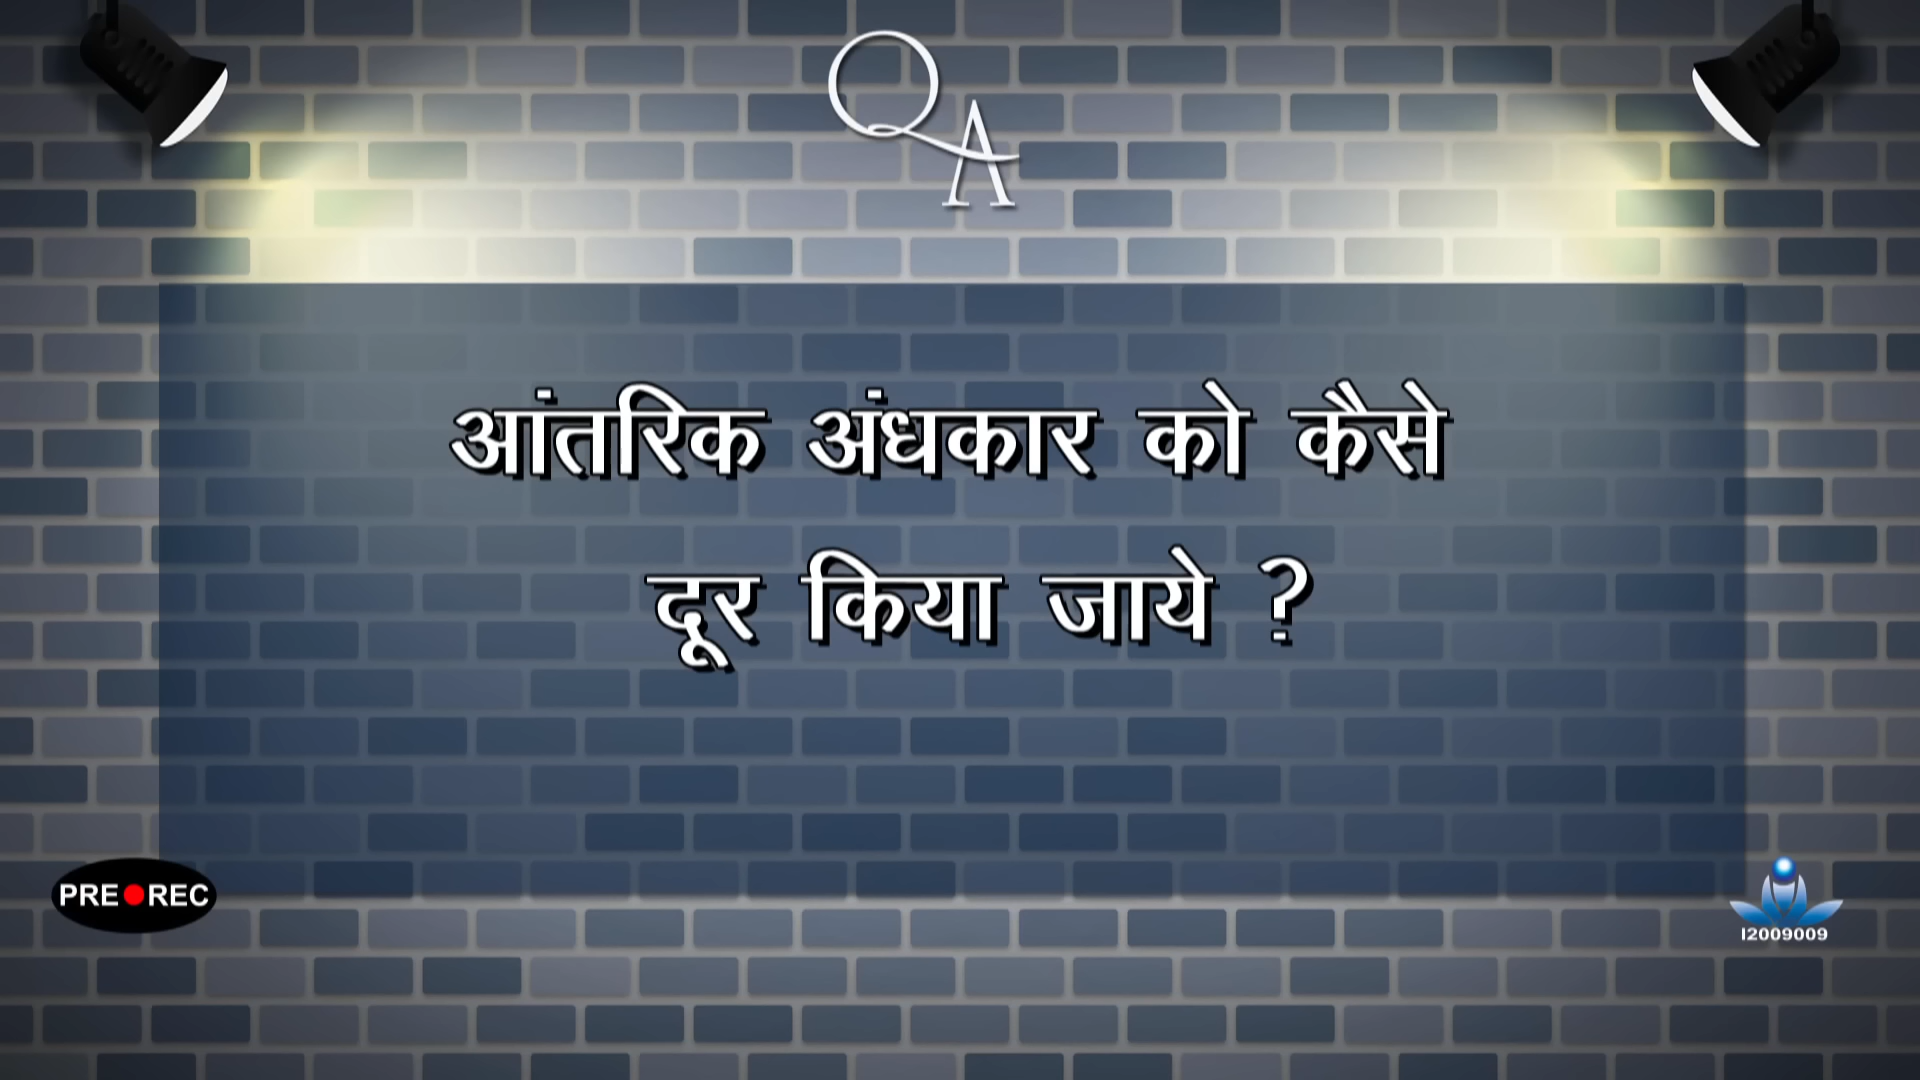 QA
आंतरिक अंधकार को कैसे
दूर किया जाये ?
PRE REC
I2009009